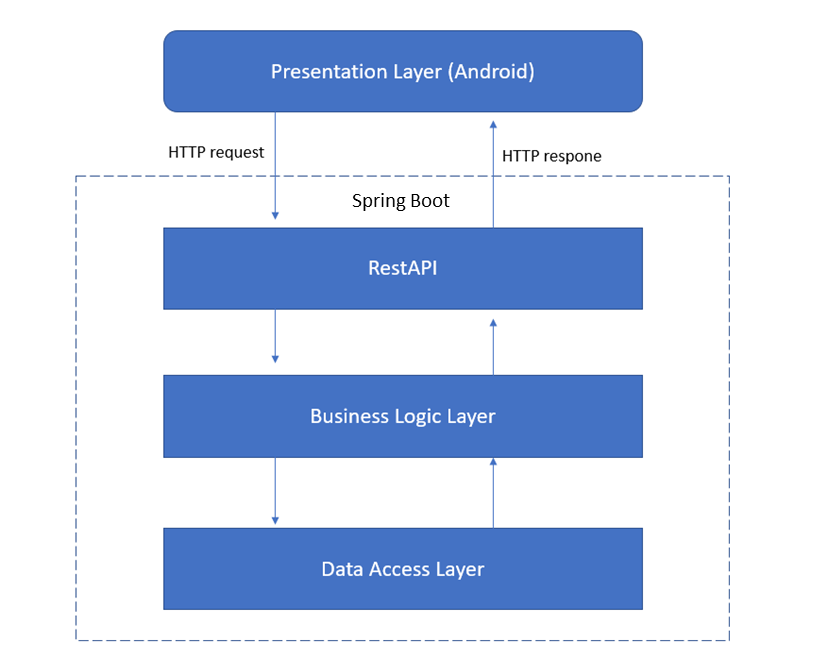 Presentation Layer (Android)
HTTP request
HTTP respone
Spring Boot
RestAPI
Business Logic Layer
Data Access Layer